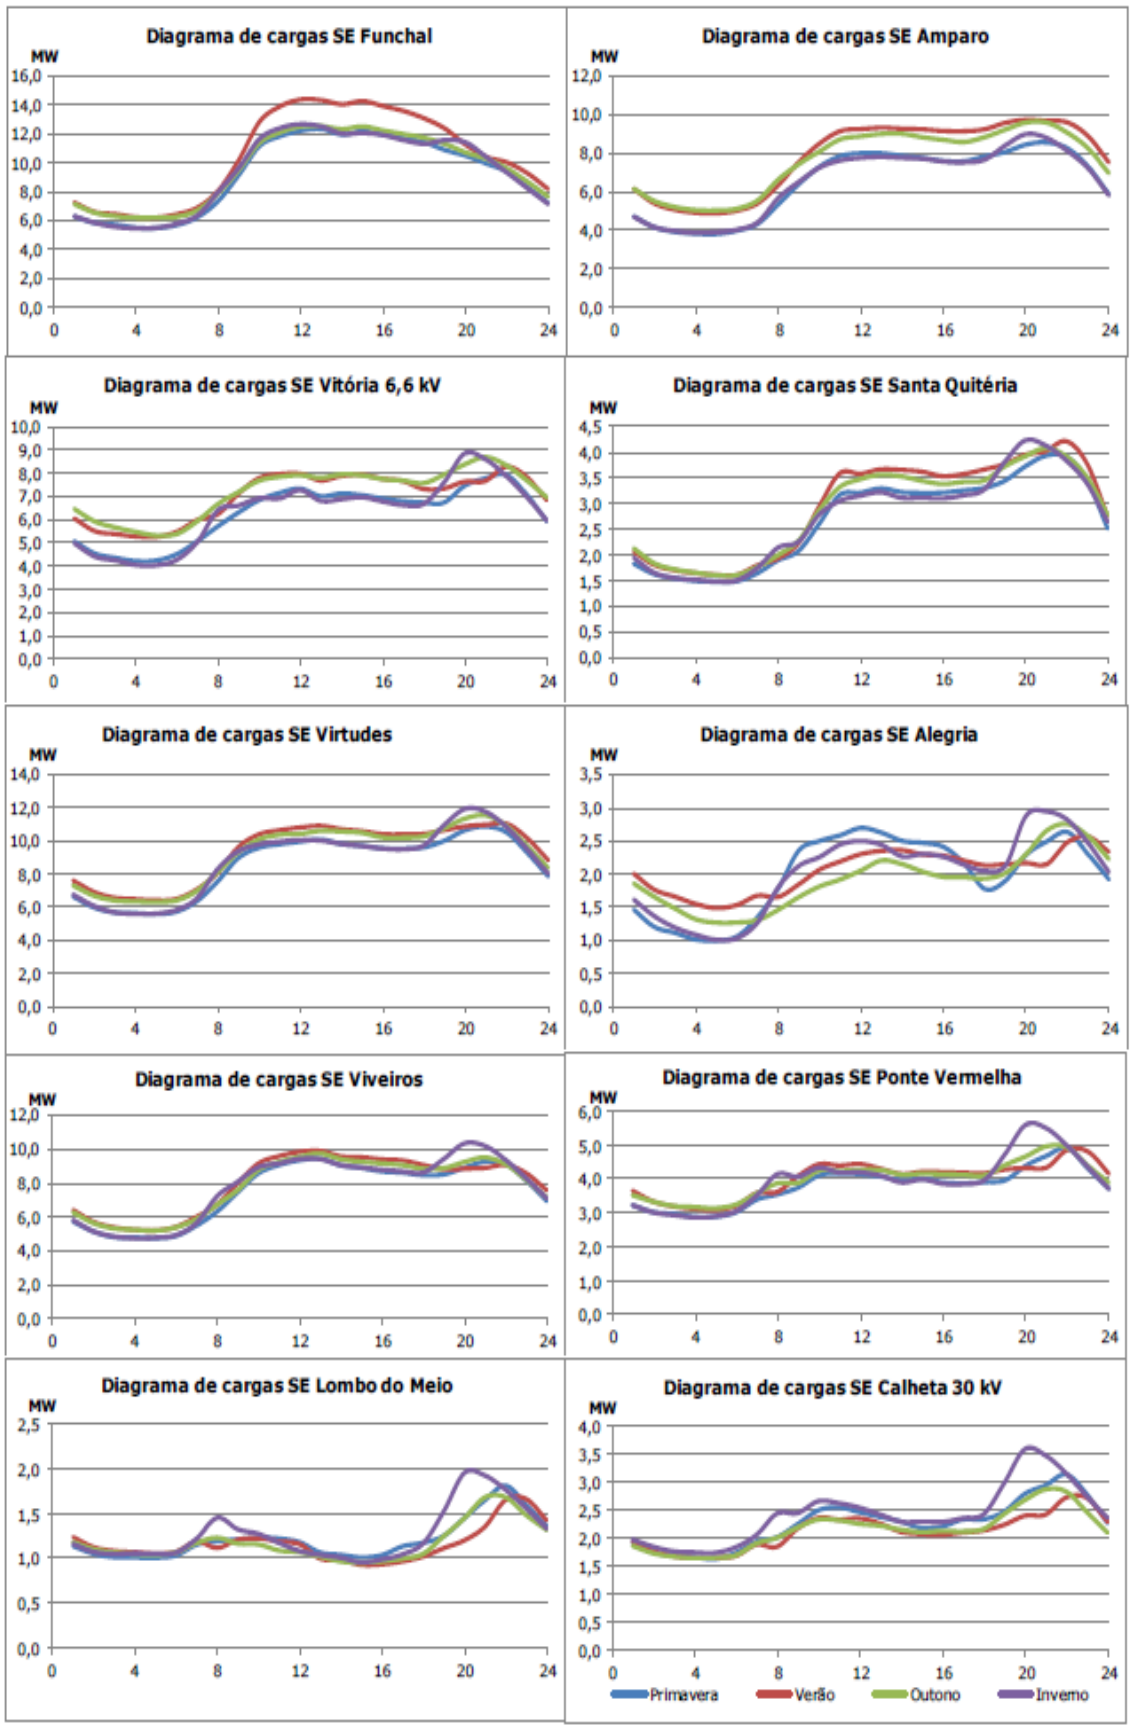 Diagrama de cargas SE Funchal
MW
16,0
14,0
12,0
10,0
8,0
6,0
4,0
2,0
0,0
0 4 8 12 16 20 24
Diagrama de cargas SE Amparo
MW
12,0
10,0
8,0
6,0
4,0
2,0
0,0
0 4 8 12 16 20 24
Diagrama de cargas SE Vitória 6,6 kV
MW
10,0
9,0
8,0
7,0
6,0
5,0
4,0
3,0
2,0
1,0
0,0
0 4 8 12 16 20 24
Diagrama de cargas SE Santa Quitéria
MW
4,5
4,0
3,5
3,0
2,5
2,0
1,5
1,0
0,5
0,0
0 4 8 12 16 20 24
Diagrama de cargas SE Virtudes
MW
14,0
12,0
10,0
8,0
6,0
4,0
2,0
0,0
0 4 8 12 16 20 24
Diagrama de cargas SE Alegria
MW
3,5
3,0
2,5
2,0
1,5
1,0
0,5
0,0
0 4 8 12 16 20 24
Diagrama de cargas SE Viveiros
MW
12,0
10,0
8,0
6,0
4,0
2,0
0,0
0 4 8 12 16 20 24
Diagrama de cargas SE Ponte Vermelha
MW
6,0
5,0
4,0
3,0
2,0
1,0
0,0
0 4 8 12 16 20 24
Diagrama de cargas SE Lombo do Meio
MW
2,5
2,0
1,5
1,0
0,5
0,0
0 4 8 12 16 20 24
Diagrama de cargas SE Calheta 30 kV
MW
4,0
3,5
3,0
2,5
2,0
1,5
1,0
0,5
0,0
0 4 8 12 16 20 24
Primavera Verão Outono Inverno